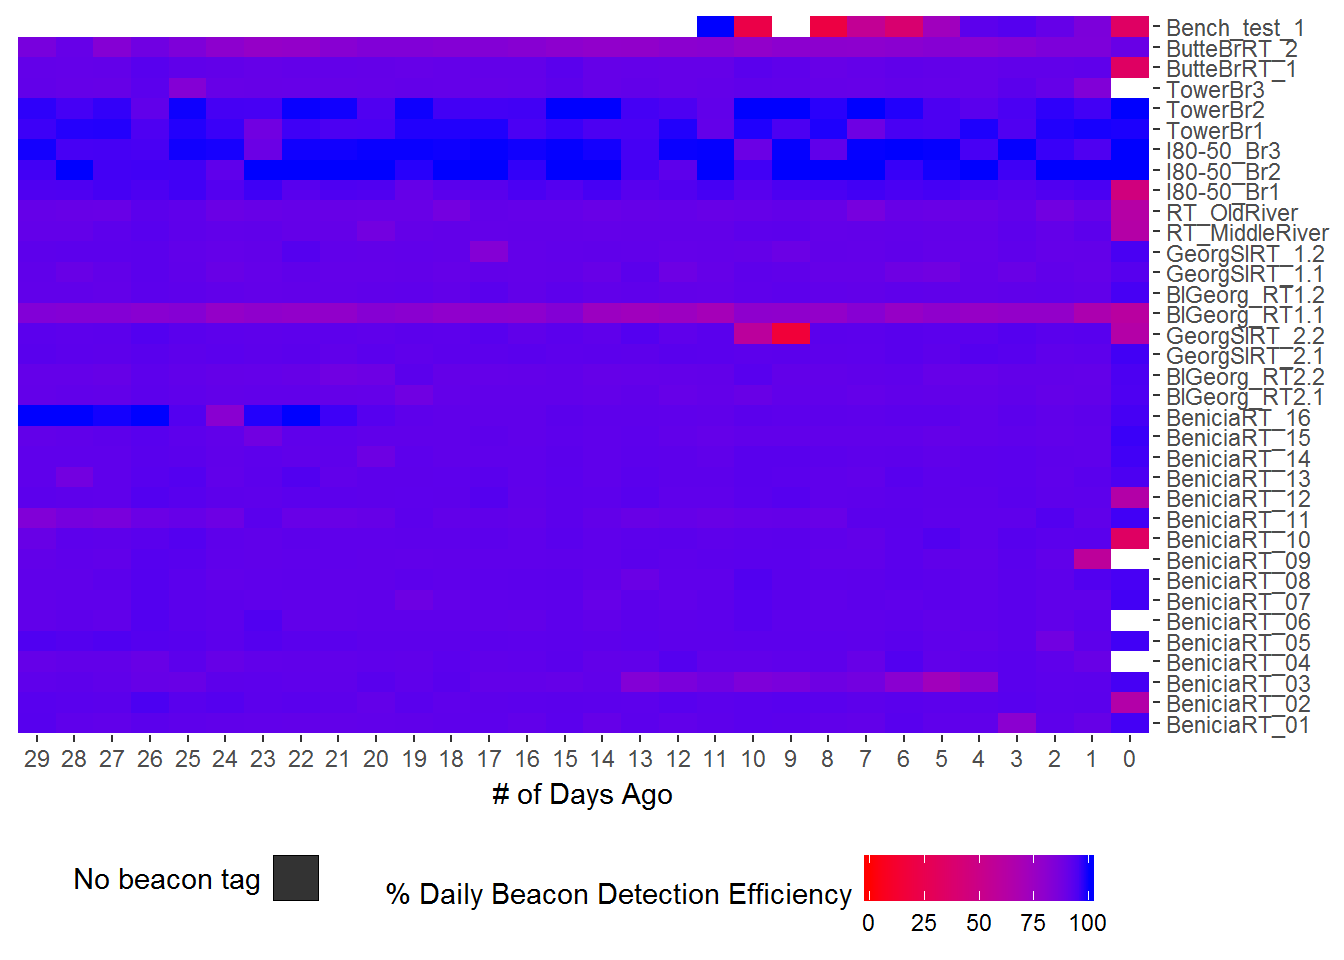 Bench_test_1
ButteBrRT_2
ButteBrRT_1
TowerBr3
TowerBr2
TowerBr1
I80-50_Br3
I80-50_Br2
I80-50_Br1
RT_OldRiver
RT_MiddleRiver
GeorgSlRT_1.2
GeorgSlRT_1.1
BlGeorg_RT1.2
BlGeorg_RT1.1
GeorgSlRT_2.2
GeorgSlRT_2.1
BlGeorg_RT2.2
BlGeorg_RT2.1
BeniciaRT_16
BeniciaRT_15
BeniciaRT_14
BeniciaRT_13
BeniciaRT_12
BeniciaRT_11
BeniciaRT_10
BeniciaRT_09
BeniciaRT_08
BeniciaRT_07
BeniciaRT_06
BeniciaRT_05
BeniciaRT_04
BeniciaRT_03
BeniciaRT_02
BeniciaRT_01
29 28 27 26 25 24 23 22 21 20 19 18 17 16 15 14 13 12 11 10 9 8 7 6 5 4 3 2 1 0
# of Days Ago
No beacon tag
% Daily Beacon Detection Efficiency
0 25 50 75 100